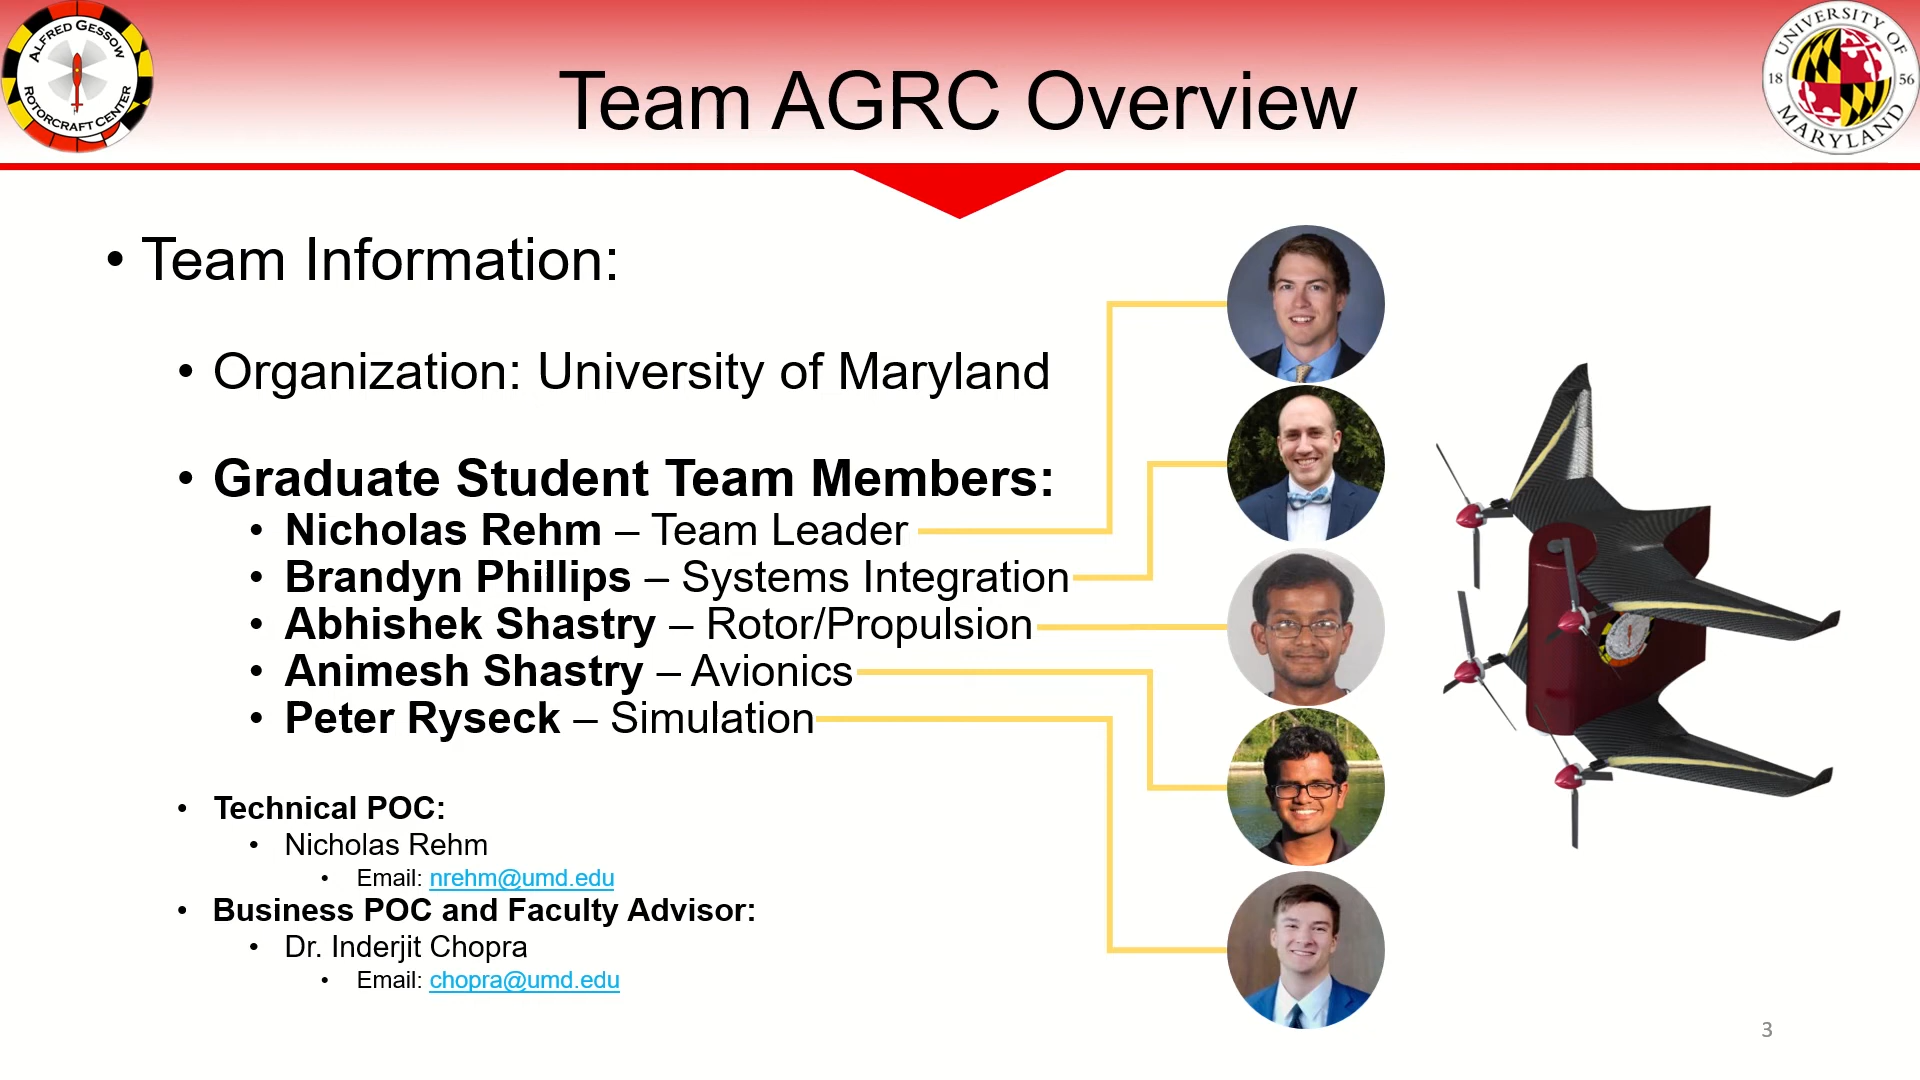 ALFRED GESSOW
ROTORCRAFT CENTER
UNIVERSITY OF
18 56
MARYLAND
Team AGRC Overview
• Team Information:
• Organization: University of Maryland
• Graduate Student Team Members:
• Nicholas Rehm – Team Leader
• Brandyn Phillips – Systems Integration
• Abhishek Shastry – Rotor/Propulsion
• Animesh Shastry – Avionics
• Peter Ryseck – Simulation
• Technical POC:
• Nicholas Rehm
• Email: nrehm@umd.edu
• Business POC and Faculty Advisor:
• Dr. Inderjit Chopra
• Email: chopra@umd.edu
3